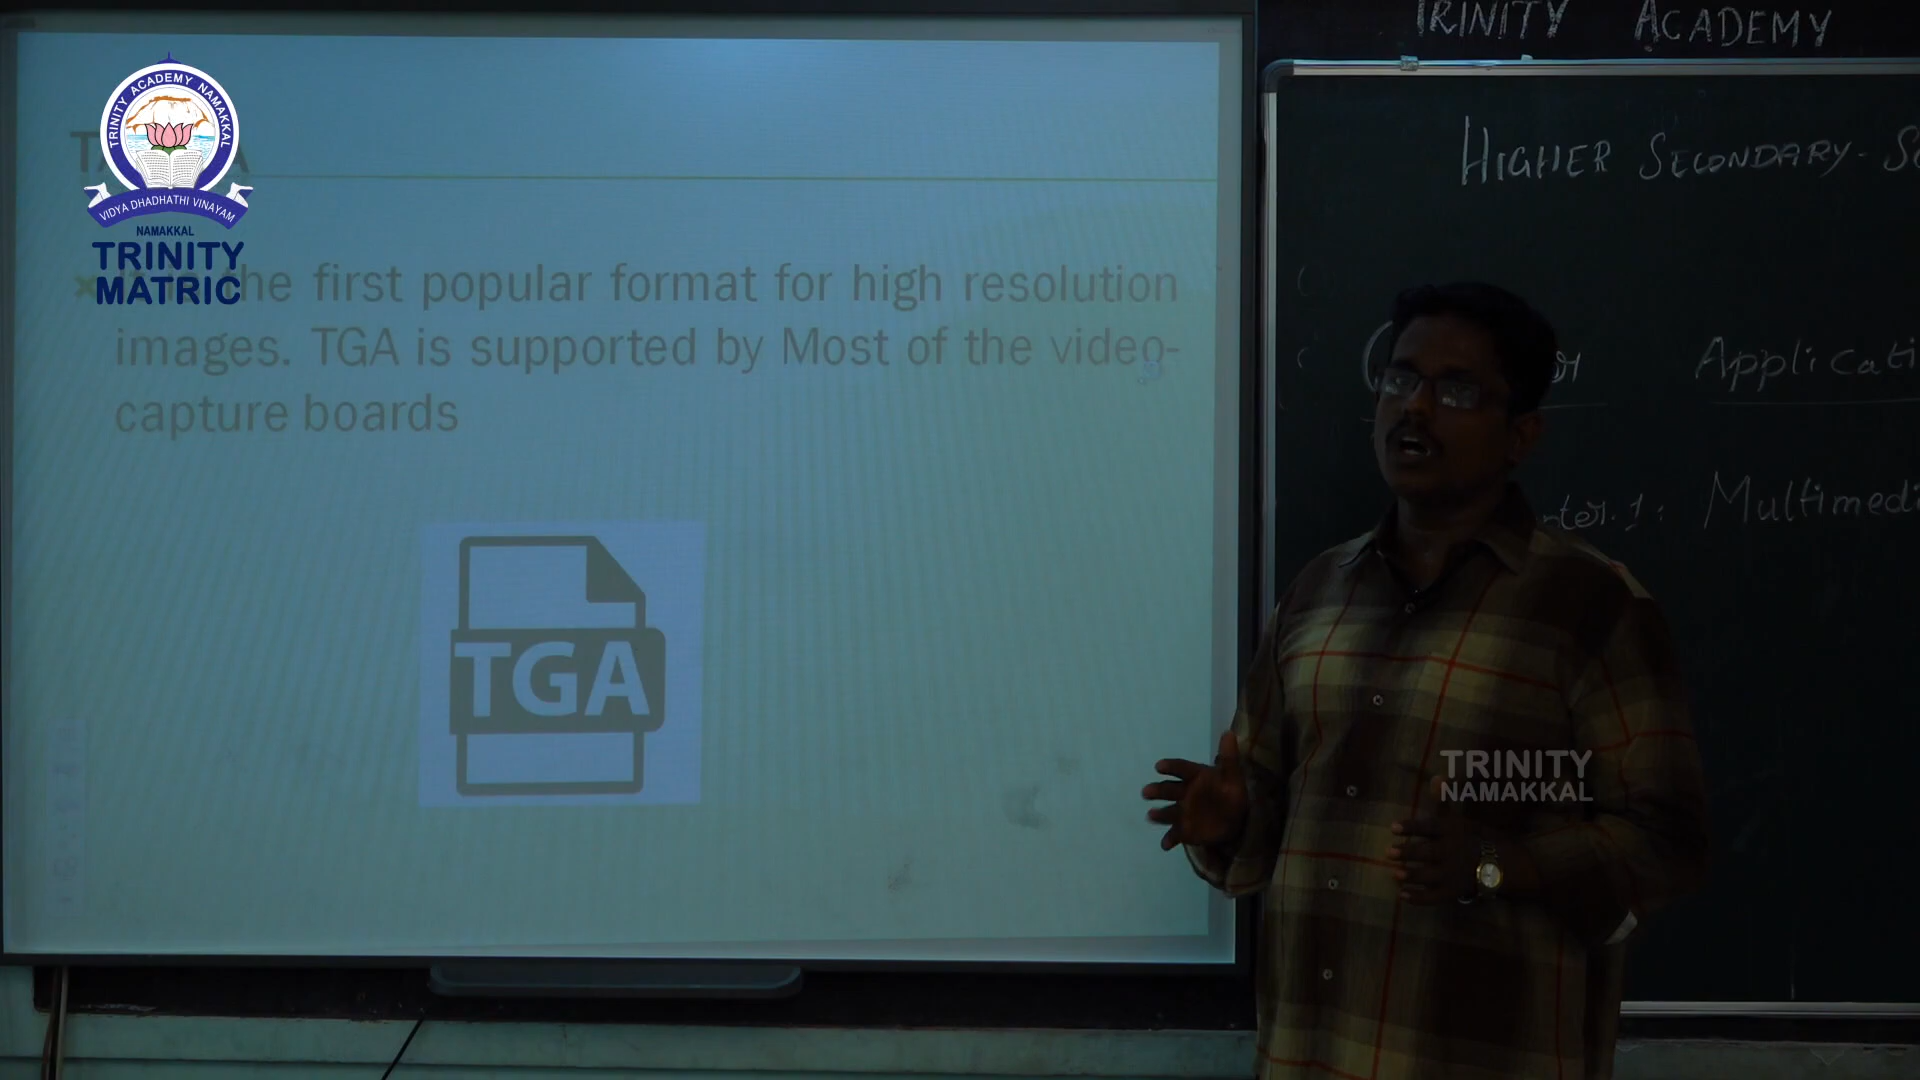 TRINITY ACADEMY
HIGHER SECONDARY
TRINITY ACADEMY NAMAKKAL
VIDYA DHADHATHI VINAYAM
NAMAKKAL
TRINITY
MATRIC
the first popular format for high resolution
images. TGA is supported by Most of the video-
capture boards
TGA
Multimedi
TRINITY
NAMAKKAL